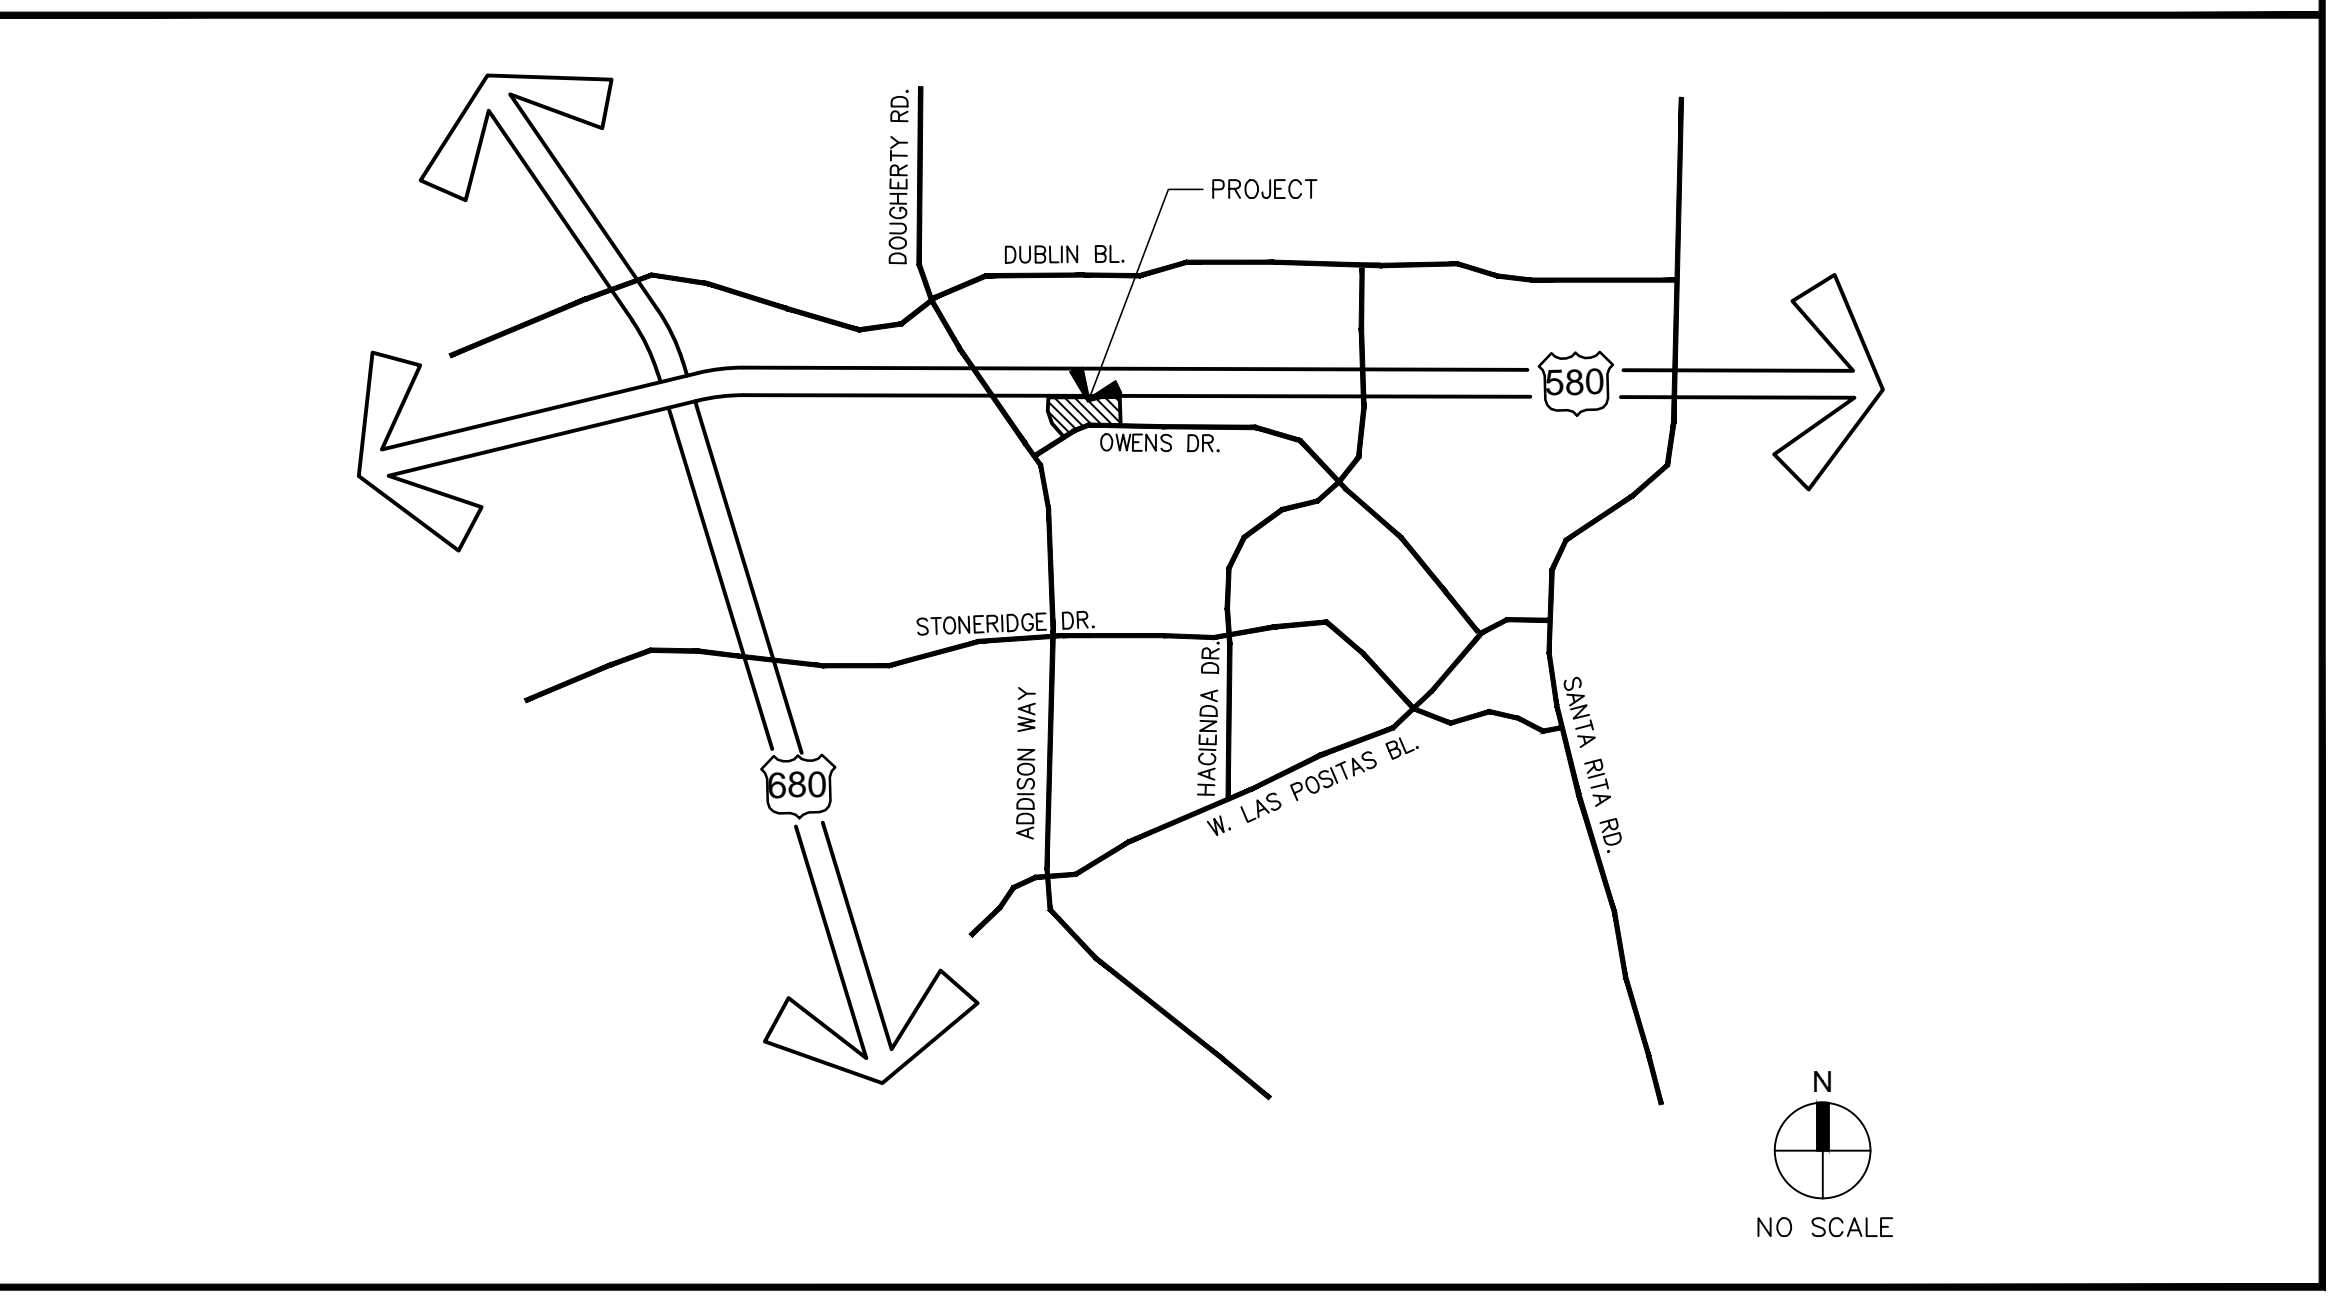 DOUGHERTY RD.
PROJECT
DUBLIN BL.
580
OWENS DR.
STONERIDGE DR.
HACIENDA DR.
ADDISON WAY
SANTA RITA RD.
W. LAS POSITAS BL.
680
N
NO SCALE